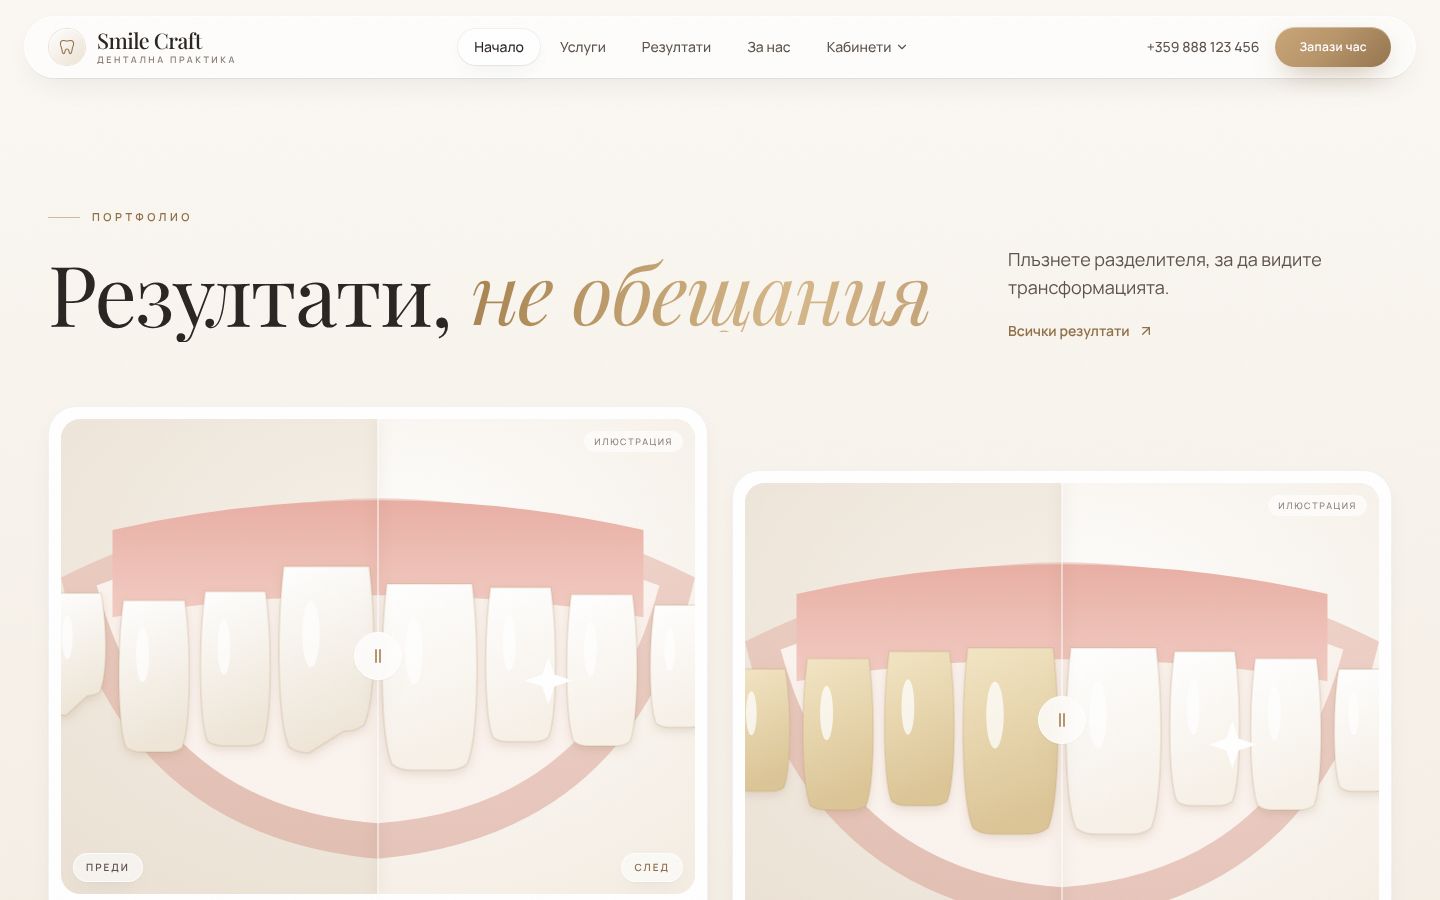 Smile Craft
ДЕНТАЛНА ПРАКТИКА
Начало
Услуги
Резултати
За нас
Кабинети
+359 888 123 456
Запази час
ПОРТФОЛИО
Резултати, не обещания
Плъзнете разделителя, за да видите
трансформацията.
Всички резултати
ИЛЮСТРАЦИЯ
ИЛЮСТРАЦИЯ
ПРЕДИ
СЛЕД